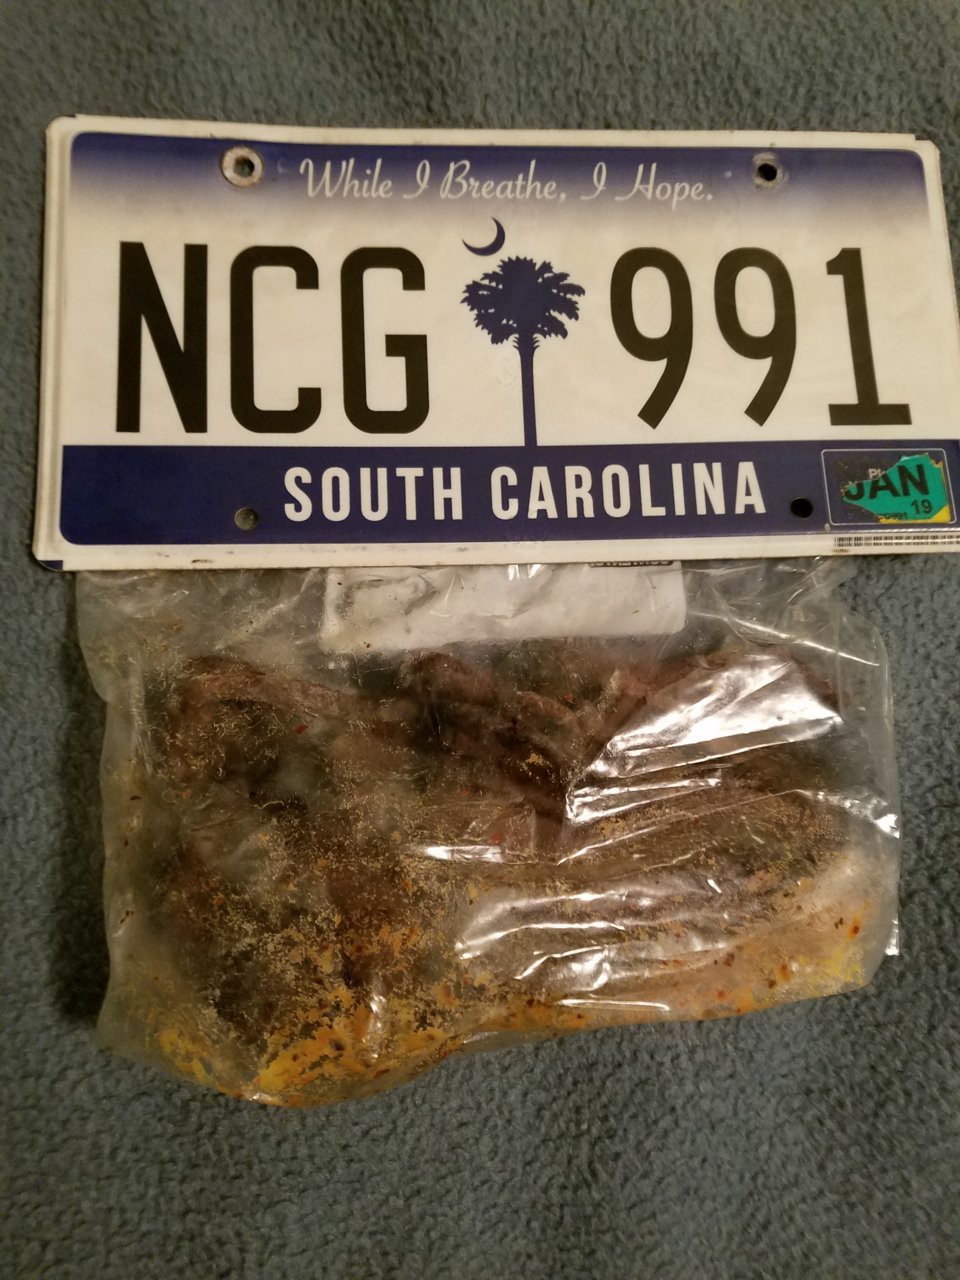 While I Breathe, I Hope.
NCG 991
SOUTH CAROLINA
JAN
19